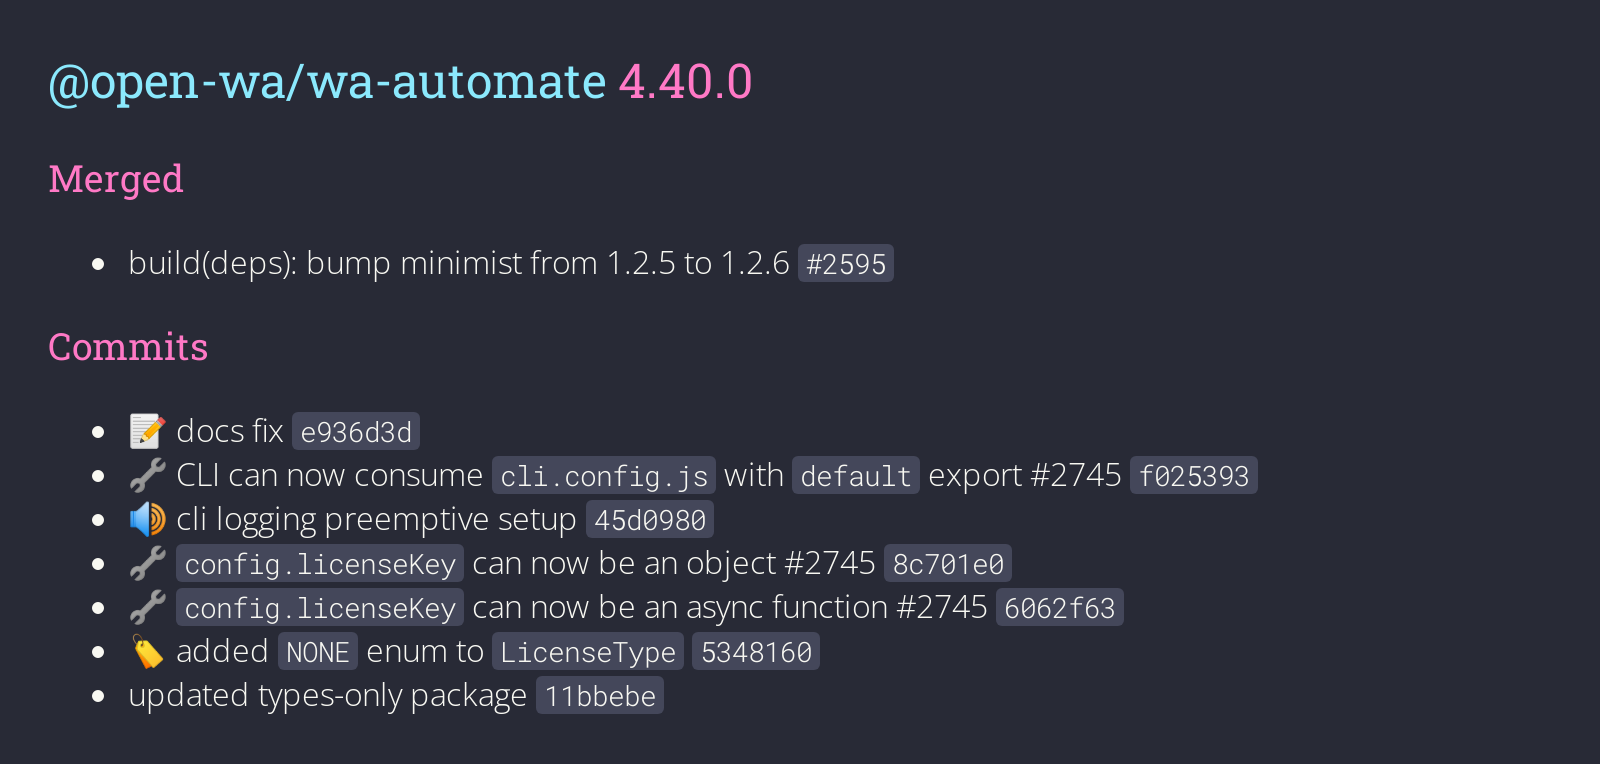 @open-wa/wa-automate 4.40.0
Merged
build(deps): bump minimist from 1.2.5 to 1.2.6 #2595
Commits
docs fix e936d3d
CLI can now consume cli.config.js with default export #2745 f025393
cli logging preemptive setup 45d0980
config.licenseKey can now be an object #2745 8c701e0
config.licenseKey can now be an async function #2745 6062f63
added NONE enum to LicenseType 5348160
updated types-only package 11bbebe